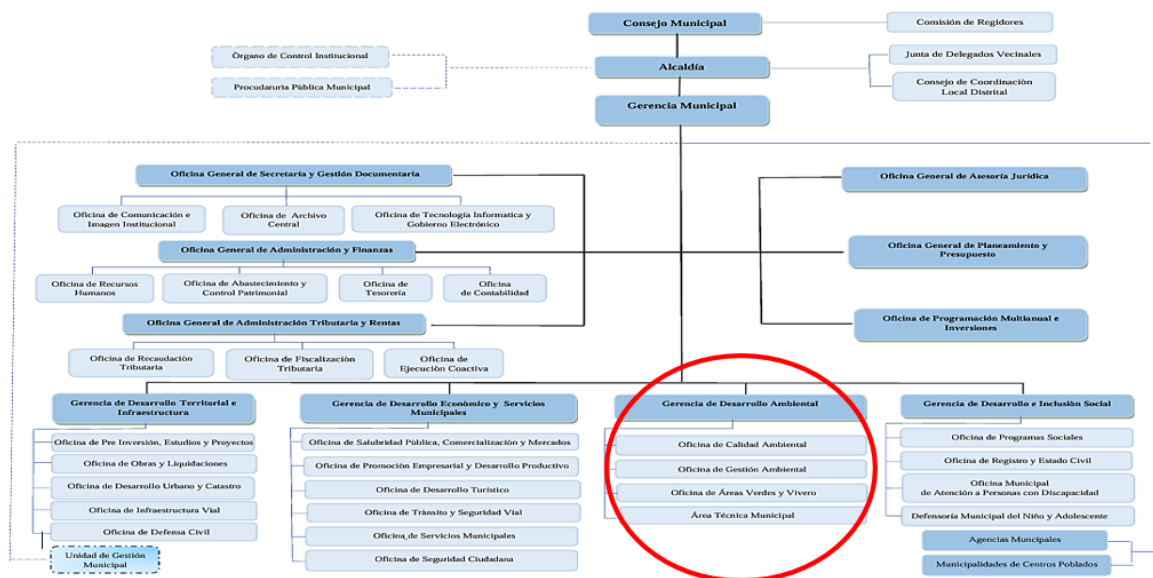 Consejo Municipal
Comisión de Regidores
Órgano de Control Institucional
Junta de Delegados Vecinales
Alcaldía
Procudaruria Pública Municipal
Consejo de Coordinaciòn
Local Distrital
Gerencia Municipal
Oficina General de Secretaría y Gestión Documentaria
Oficina General de Asesoría Jurídica
Oficina de Comunicación e
Imagen Institucional
Oficina de Archivo
Central
Oficina de Tecnología Informatica y
Gobierno Electrónico
Oficina General de Administración y Finanzas
Oficina General de Planeamiento y
Presupuesto
Oficina de Recursos
Humanos
Oficina de Abastecimiento y
Control Patrimonial
Oficina de
Tesorería
Oficina
de Contabilidad
Oficina General de Administración Tributaria y Rentas
Oficina de Programación Multianual e
Inversiones
Oficina de Recaudaciòn
Tributaria
Oficina de Fiscalización
Tributaria
Oficina de
Ejecuciòn Coactiva
Gerencia de Desarrollo Territorial e
Infraestructura
Oficina de Pre Inversión, Estudios y Proyectos
Oficina de Obras y Liquidaciones
Oficina de Desarrollo Urbano y Catastro
Oficina de Infraestructura Vial
Oficina de Defensa Civil
Unidad de Gestión
Municipal
Gerencia de Desarrollo Econòmico y Servicios
Municipales
Oficina de Salubridad Pública, Comercialización y Mercados
Oficina de Promoción Empresarial y Desarrollo Productivo
Oficina de Desarrollo Turístico
Oficina de Trànsito y Seguridad Vial
Oficina de Servicios Municipales
Oficina de Seguridad Ciudadana
Gerencia de Desarrollo Ambiental
Oficina de Calidad Ambiental
Oficina de Gestión Ambiental
Oficina de Áreas Verdes y Vivero
Área Técnica Municipal
Gerencia de Desarrollo e Inclusiòn Social
Oficina de Programas Sociales
Oficina de Registro y Estado Civil
Oficina Municipal
de Atención a Personas con Discapacidad
Defensoría Municipal del Niño y Adolescente
Agencias Muncipales
Municipalidades de Centros Poblados